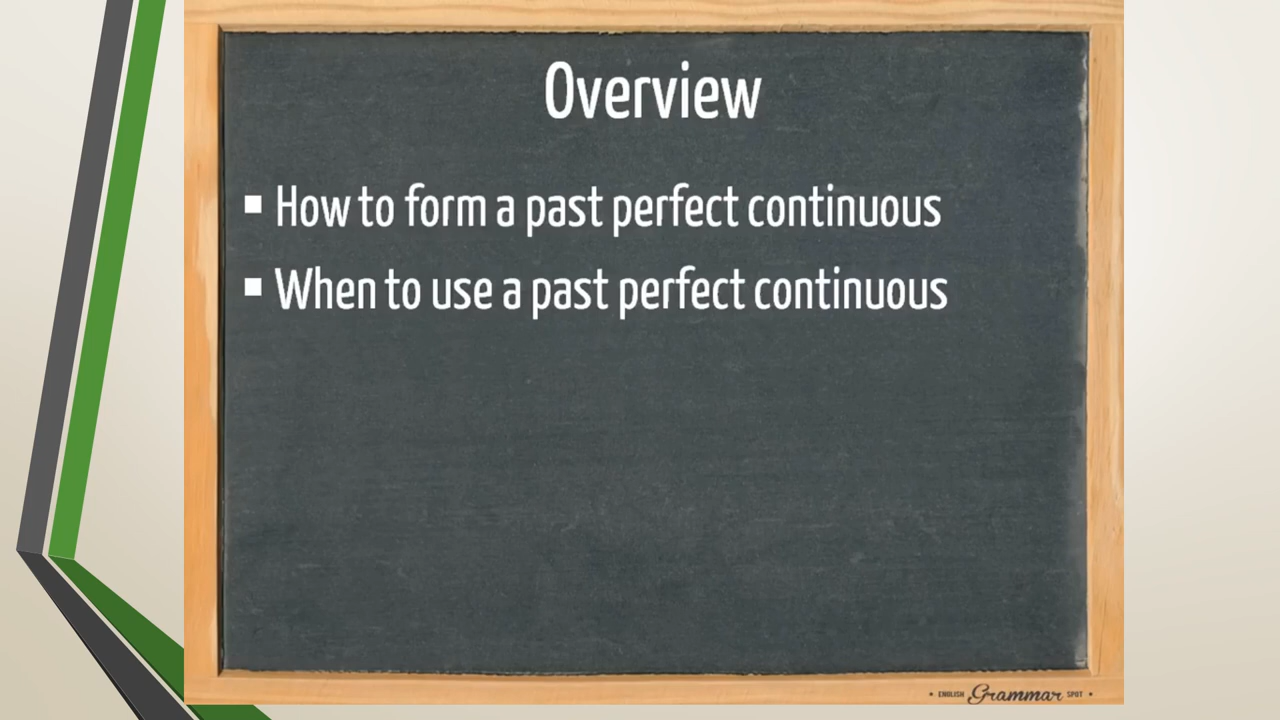 Overview
▪ How to form a past perfect continuous
▪ When to use a past perfect continuous
• ENGLISH Grammar SPOT •